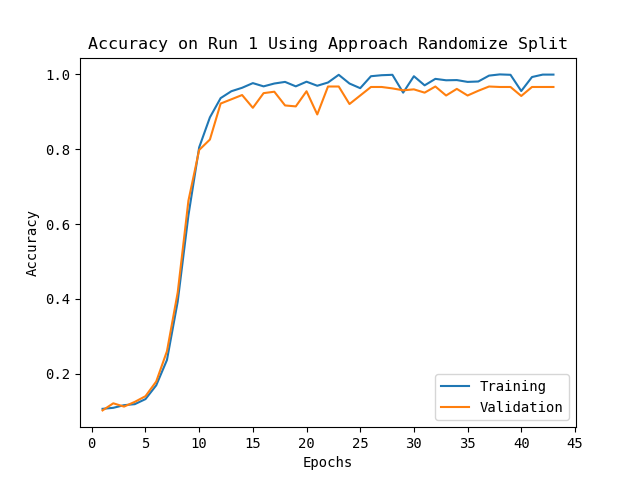 Accuracy on Run 1 Using Approach Randomize Split
1.0
0.8
0.6
0.4
0.2
Accuracy
0 5 10 15 20 25 30 35 40 45
Epochs
Training
Validation